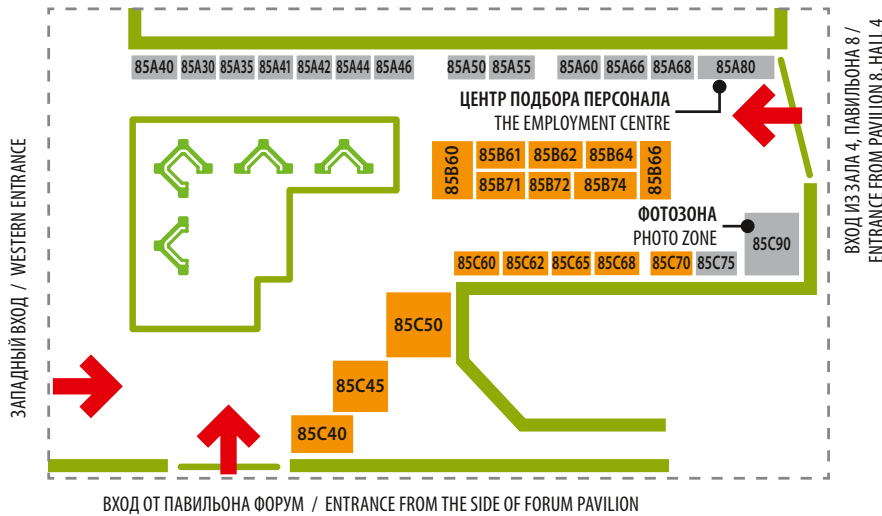 85A40 85A30 85A35 85A41 85A42 85A44 85A46 85A50 85A55 85A60 85A66 85A68 85A80
ЦЕНТР ПОДБОРА ПЕРСОНАЛА
THE EMPLOYMENT CENTRE
85B60 85B61 85B62 85B64 85B66
85B71 85B72 85B74
ФОТОЗОНА
PHOTO ZONE
85C90
85C60 85C62 85C65 85C68 85C70 85C75
85C50
85C45
85C40
ЗАПАДНЫЙ ВХОД / WESTERN ENTRANCE
ВХОД ИЗ ЗАЛА 4, ПАВИЛЬОНА 8 /
ENTRANCE FROM PAVILION 8, HALL 4
ВХОД ОТ ПАВИЛЬОНА ФОРУМ / ENTRANCE FROM THE SIDE OF FORUM PAVILION